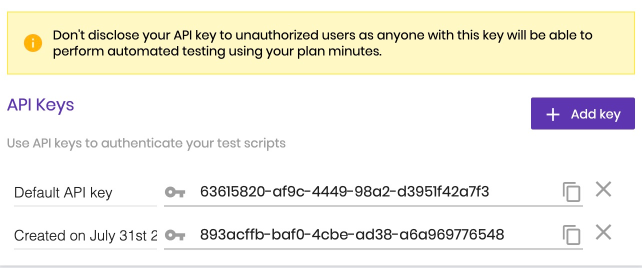 Don't disclose your API key to unauthorized users as anyone with this key will be able to
perform automated testing using your plan minutes.
API Keys
+ Add key
Use API keys to authenticate your test scripts
Default API key 63615820-af9c-4449-98a2-d3951f42a7f3
Created on July 31st 2 893acffb-baf0-4cbe-ad38-a6a969776548